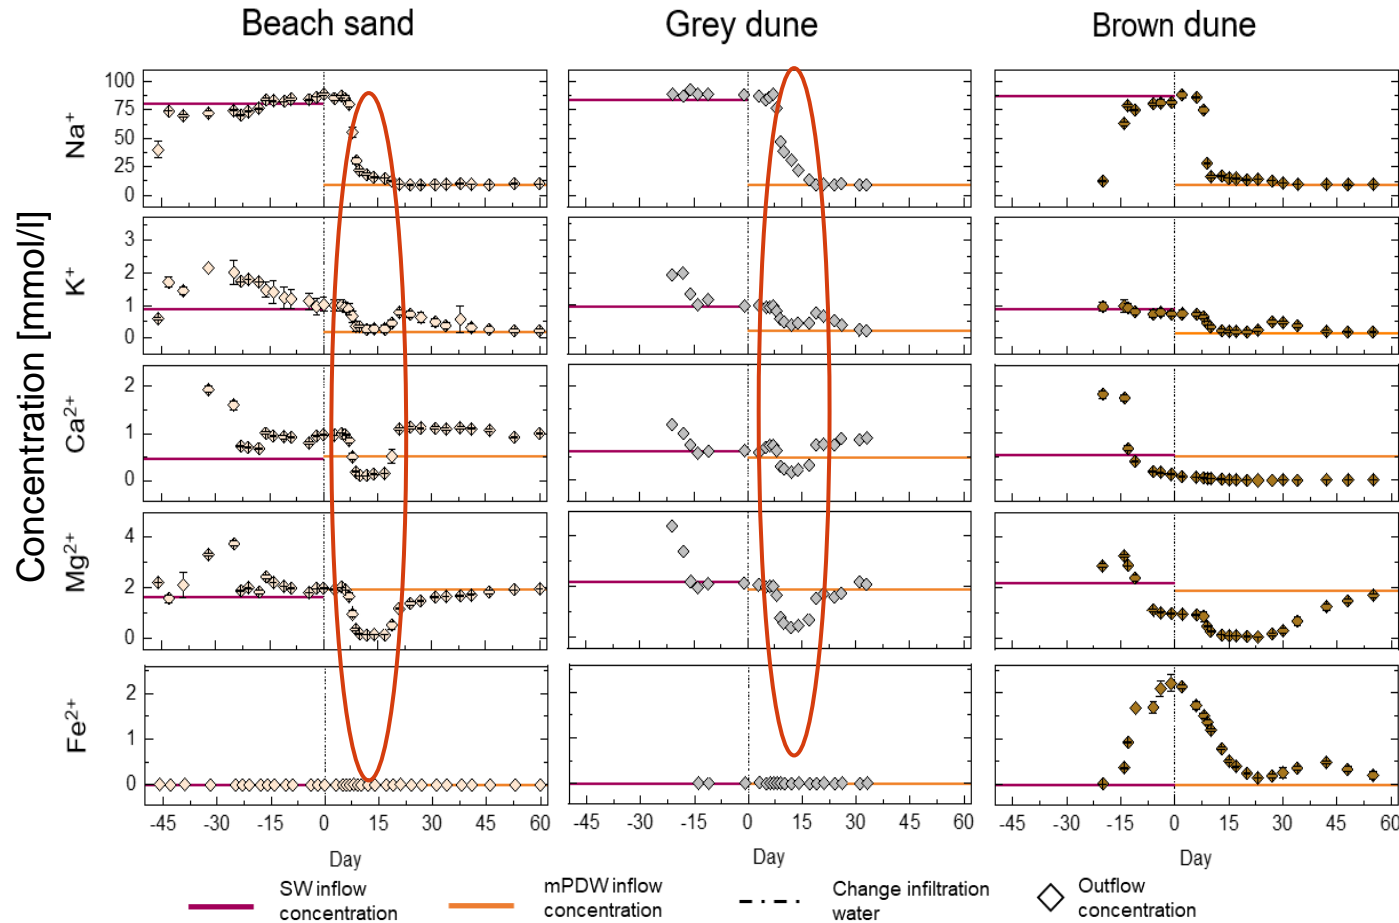 Beach sand
Grey dune
Brown dune
Concentration [mmol/l]
Na⁺
100
75
50
25
0
K⁺
3
2
1
0
Ca²⁺
2
1
0
Mg²⁺
4
2
0
Fe²⁺
2
1
0
-45 -30 -15 0 15 30 45 60
-45 -30 -15 0 15 30 45 60
-45 -30 -15 0 15 30 45 60
Day
Day
Day
SW inflow
concentration
mPDW inflow
concentration
Change infiltration
water
Outflow
concentration